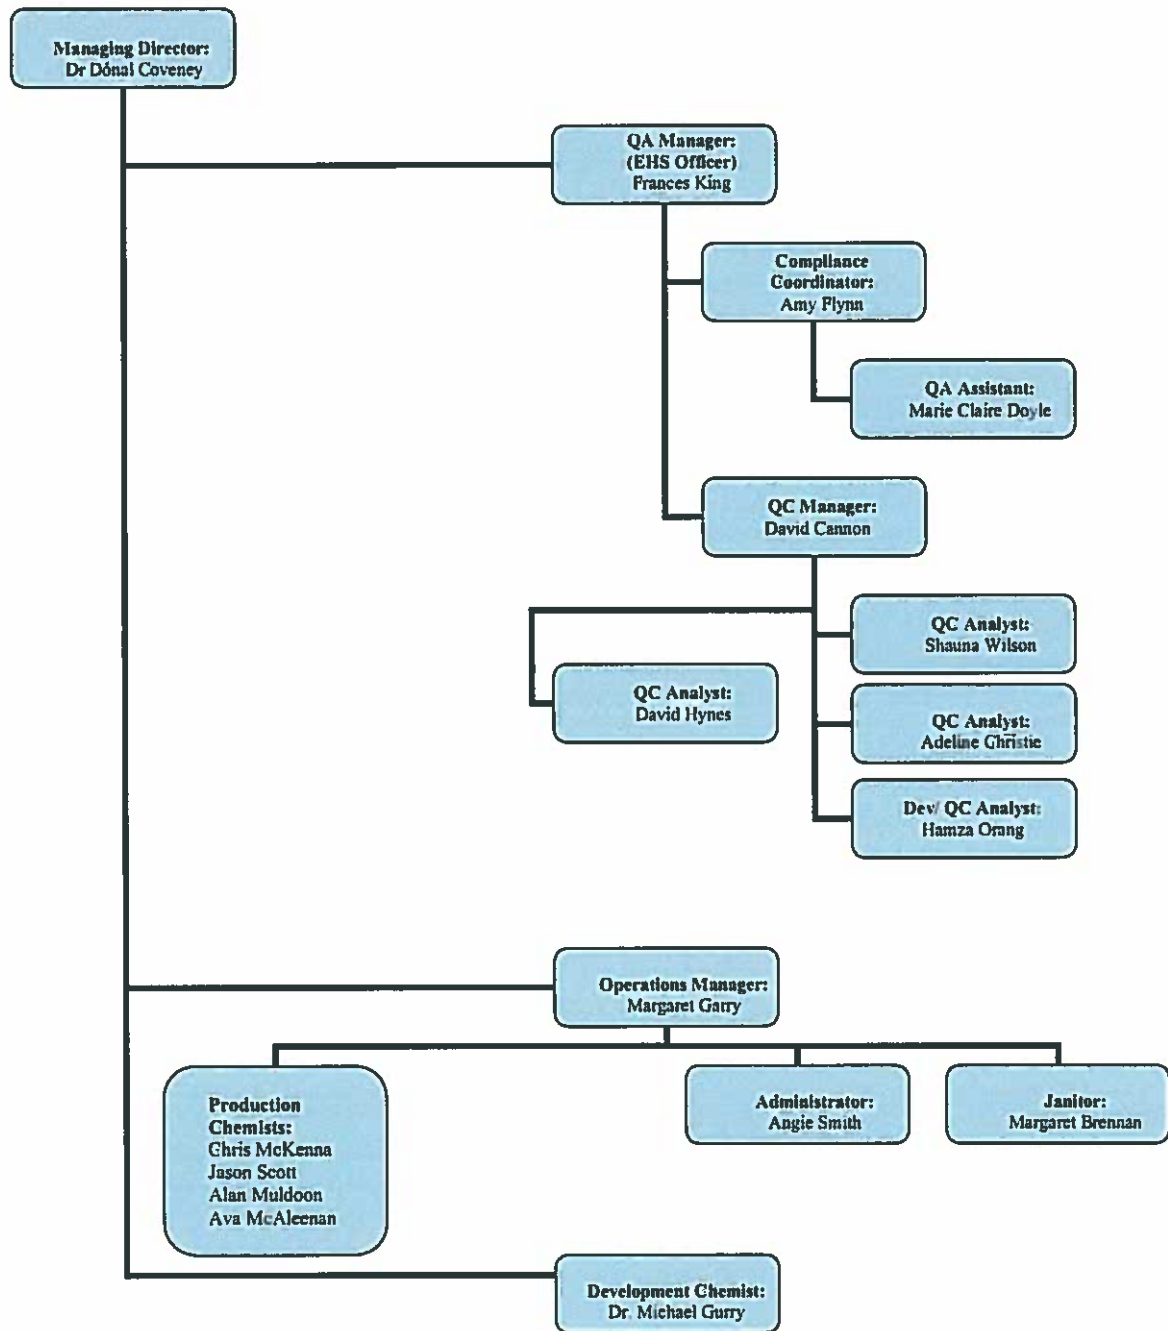 Managing Director:
Dr Dónal Coveney
QA Manager:
(EHS Officer)
Frances King
Compliance
Coordinator:
Amy Flynn
QA Assistant:
Marie Claire Doyle
QC Manager:
David Cannon
QC Analyst:
Shauna Wilson
QC Analyst:
David Hynes
QC Analyst:
Adeline Christie
Dev/ QC Analyst:
Hamza Orang
Operations Manager:
Margaret Garry
Production
Chemists:
Chris McKenna
Jason Scott
Alan Muldoon
Ava McAleenan
Administrator:
Angie Smith
Janitor:
Margaret Brennan
Development Chemist:
Dr. Michael Gurry